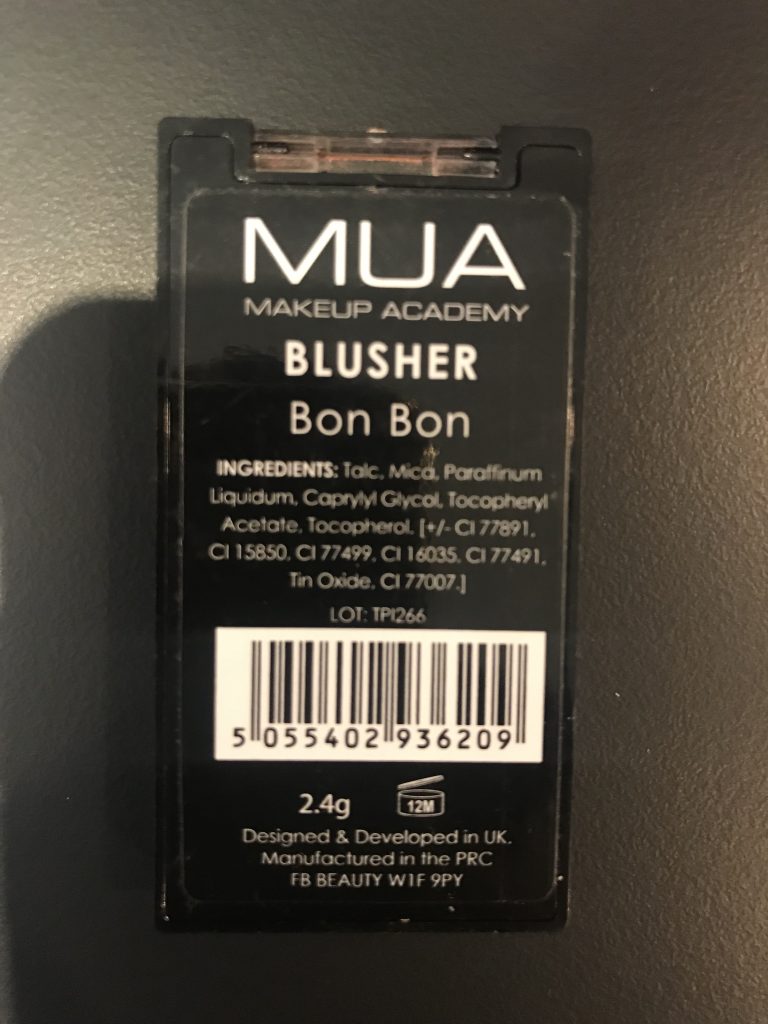 MUA
MAKEUP ACADEMY
BLUSHER
Bon Bon
INGREDIENTS: Talc, Mica, Paraffinum
Liquidum, Caprylyl Glycol, Tocopheryl
Acetate, Tocopherol, [+/- CI 77891,
CI 15850, CI 77499, CI 16035, CI 77491,
Tin Oxide, CI 77007.]
LOT: TPI266
5 055402 936209
2.4g 12M
Designed & Developed in UK.
Manufactured in the PRC
FB BEAUTY W1F 9PY